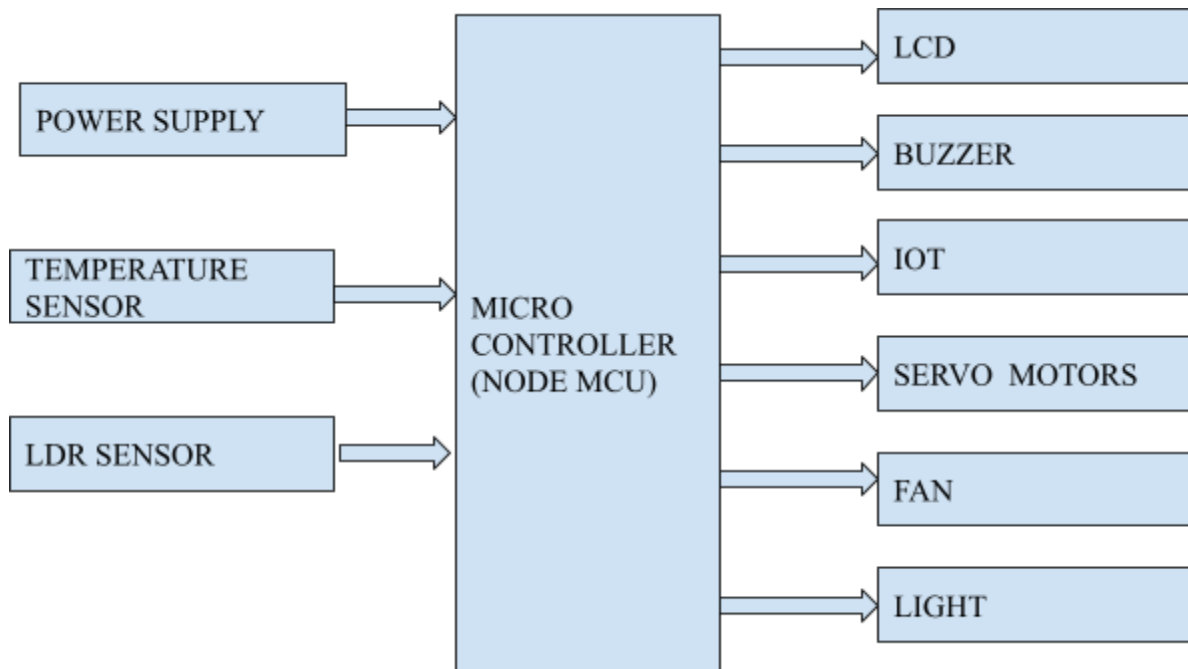 POWER SUPPLY
TEMPERATURE
SENSOR
LDR SENSOR
MICRO
CONTROLLER
(NODE MCU)
LCD
BUZZER
IOT
SERVO  MOTORS
FAN
LIGHT